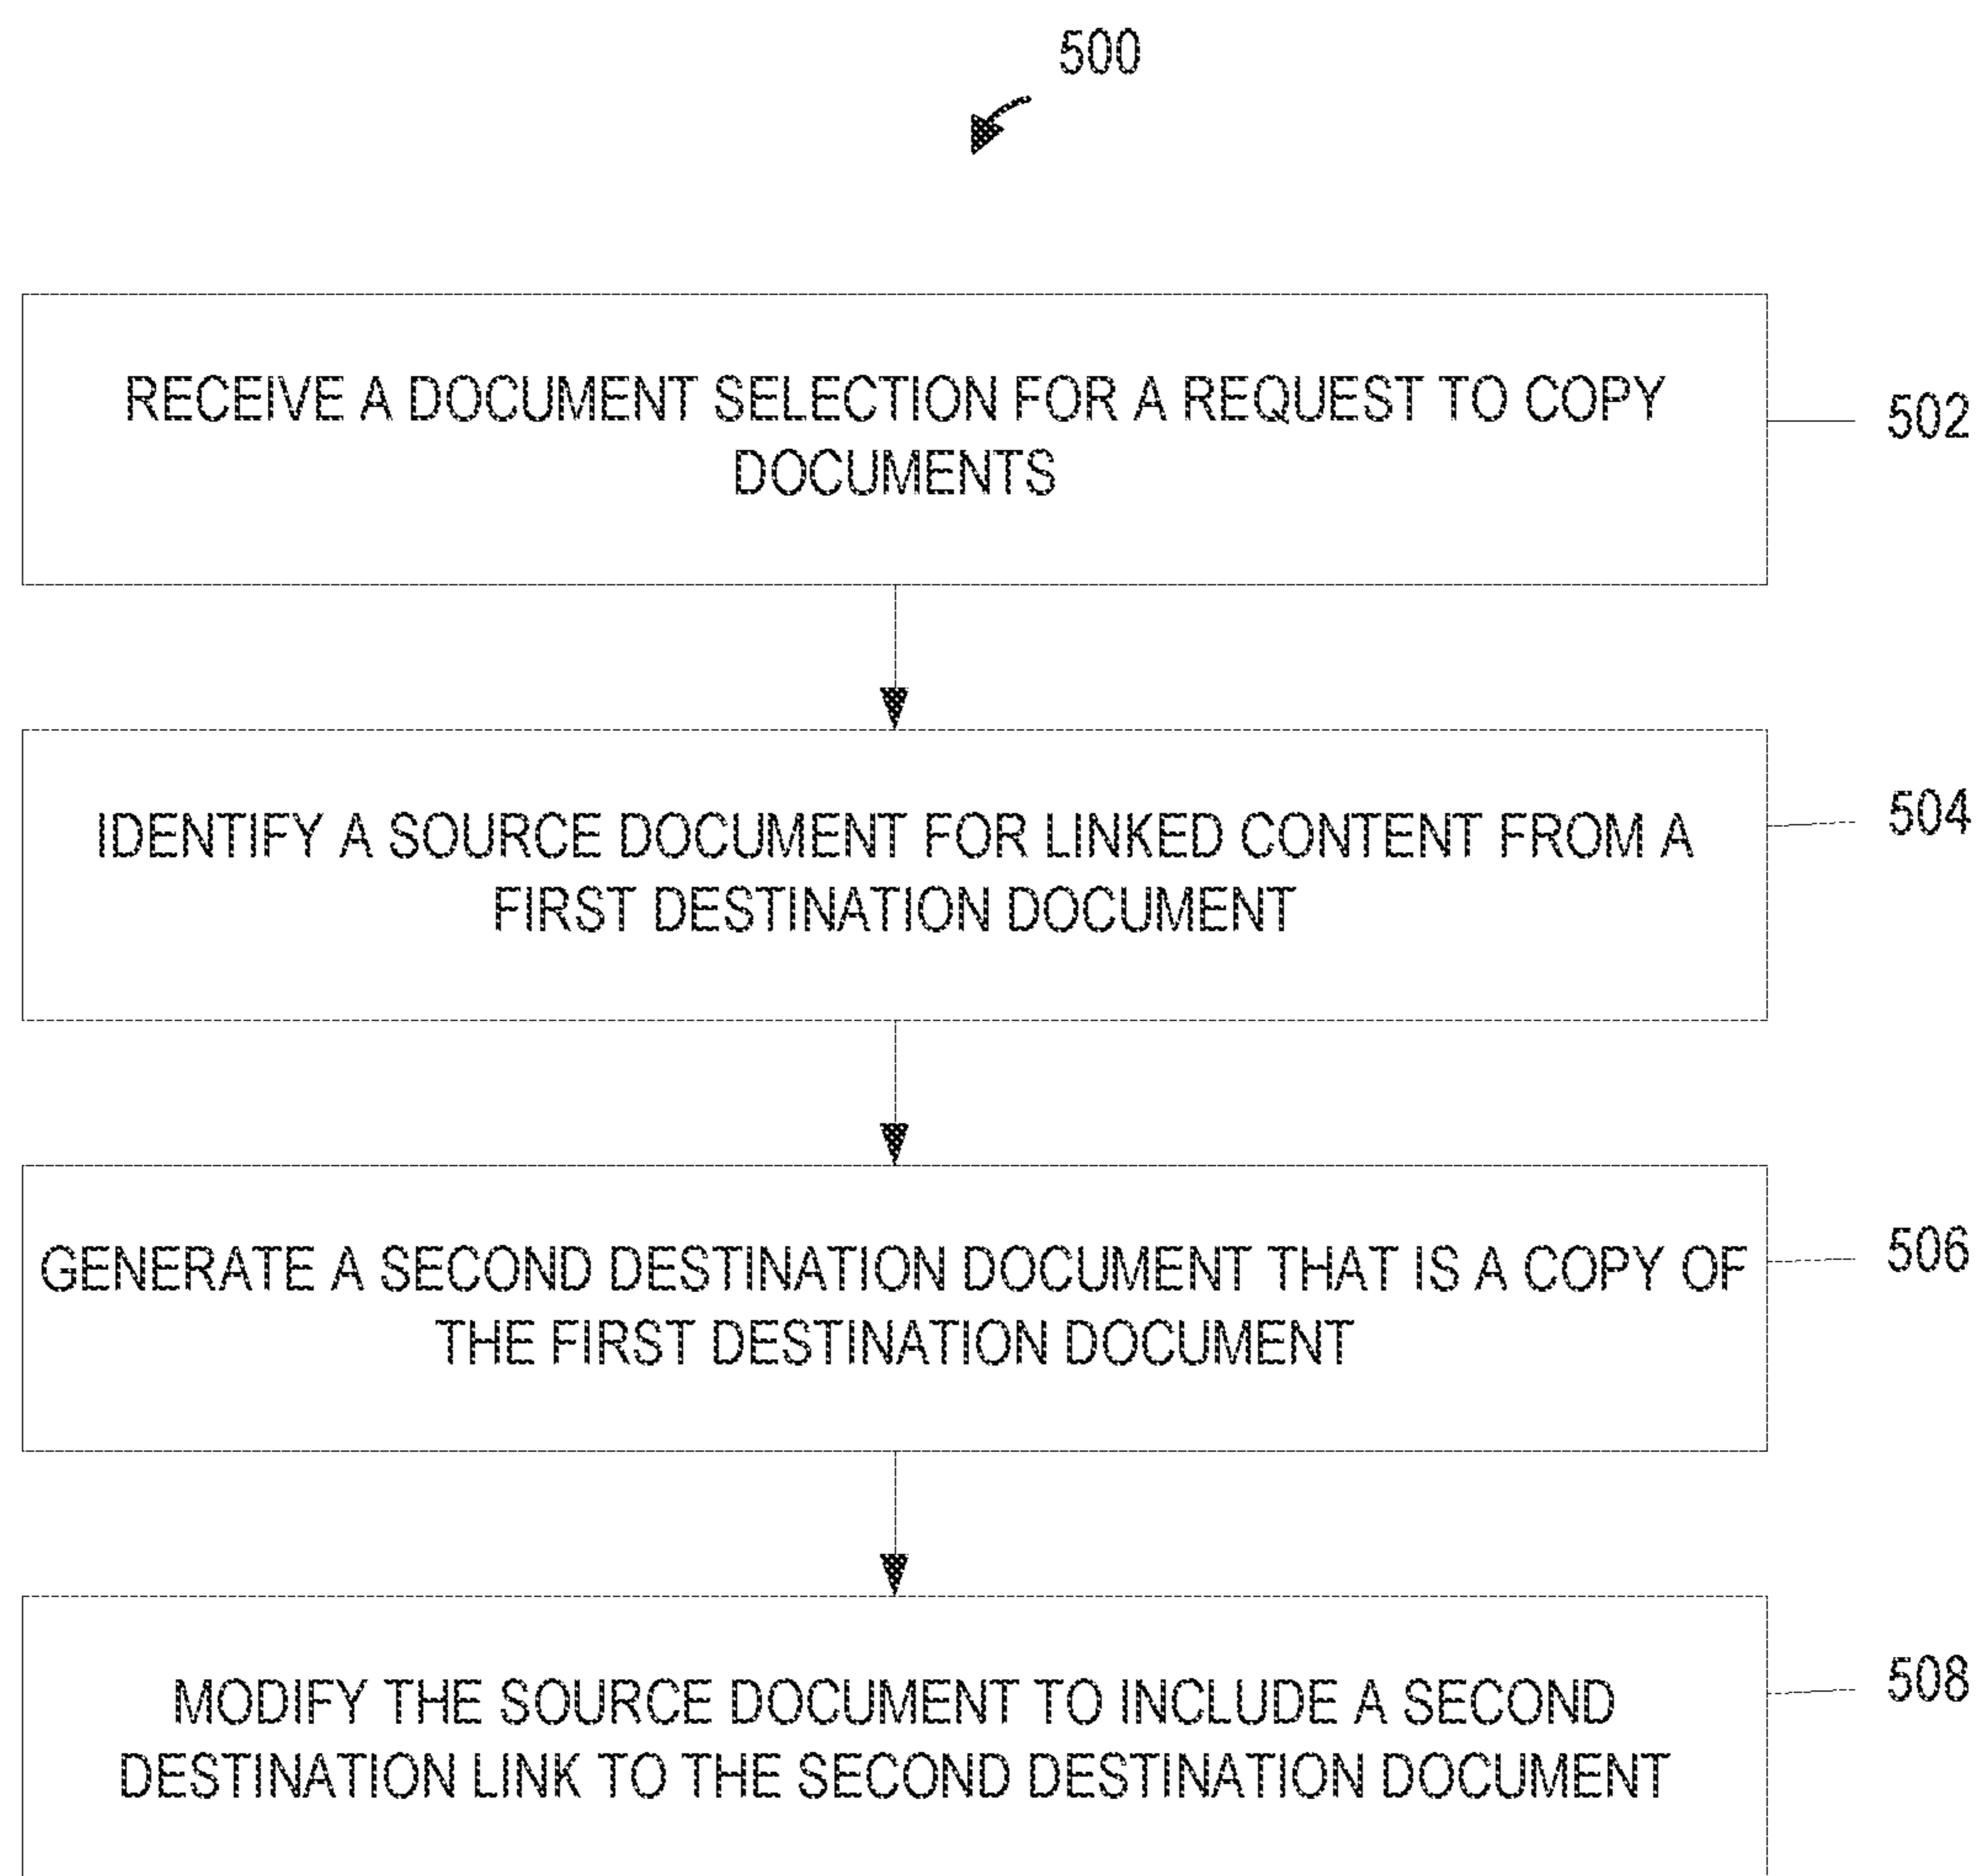 500
RECEIVE A DOCUMENT SELECTION FOR A REQUEST TO COPY
DOCUMENTS
502
IDENTIFY A SOURCE DOCUMENT FOR LINKED CONTENT FROM A
FIRST DESTINATION DOCUMENT
504
GENERATE A SECOND DESTINATION DOCUMENT THAT IS A COPY OF
THE FIRST DESTINATION DOCUMENT
506
MODIFY THE SOURCE DOCUMENT TO INCLUDE A SECOND
DESTINATION LINK TO THE SECOND DESTINATION DOCUMENT
508